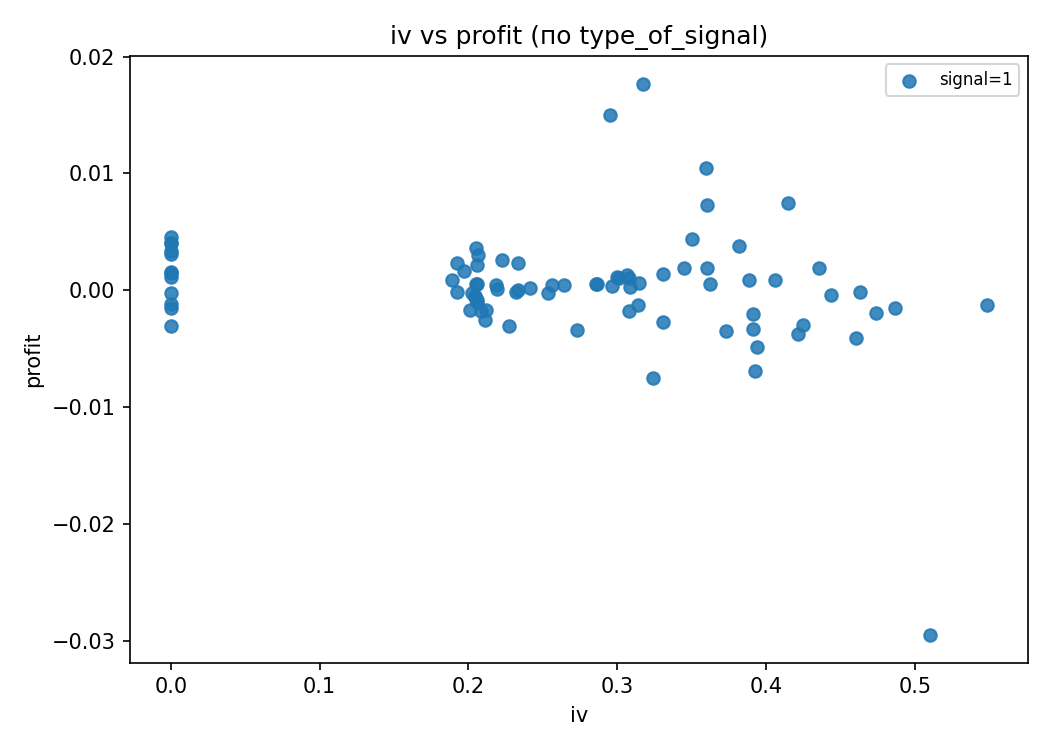 iv vs profit (по type_of_signal)
signal=1
0.02
0.01
0.00
−0.01
−0.02
−0.03
profit
0.0 0.1 0.2 0.3 0.4 0.5
iv